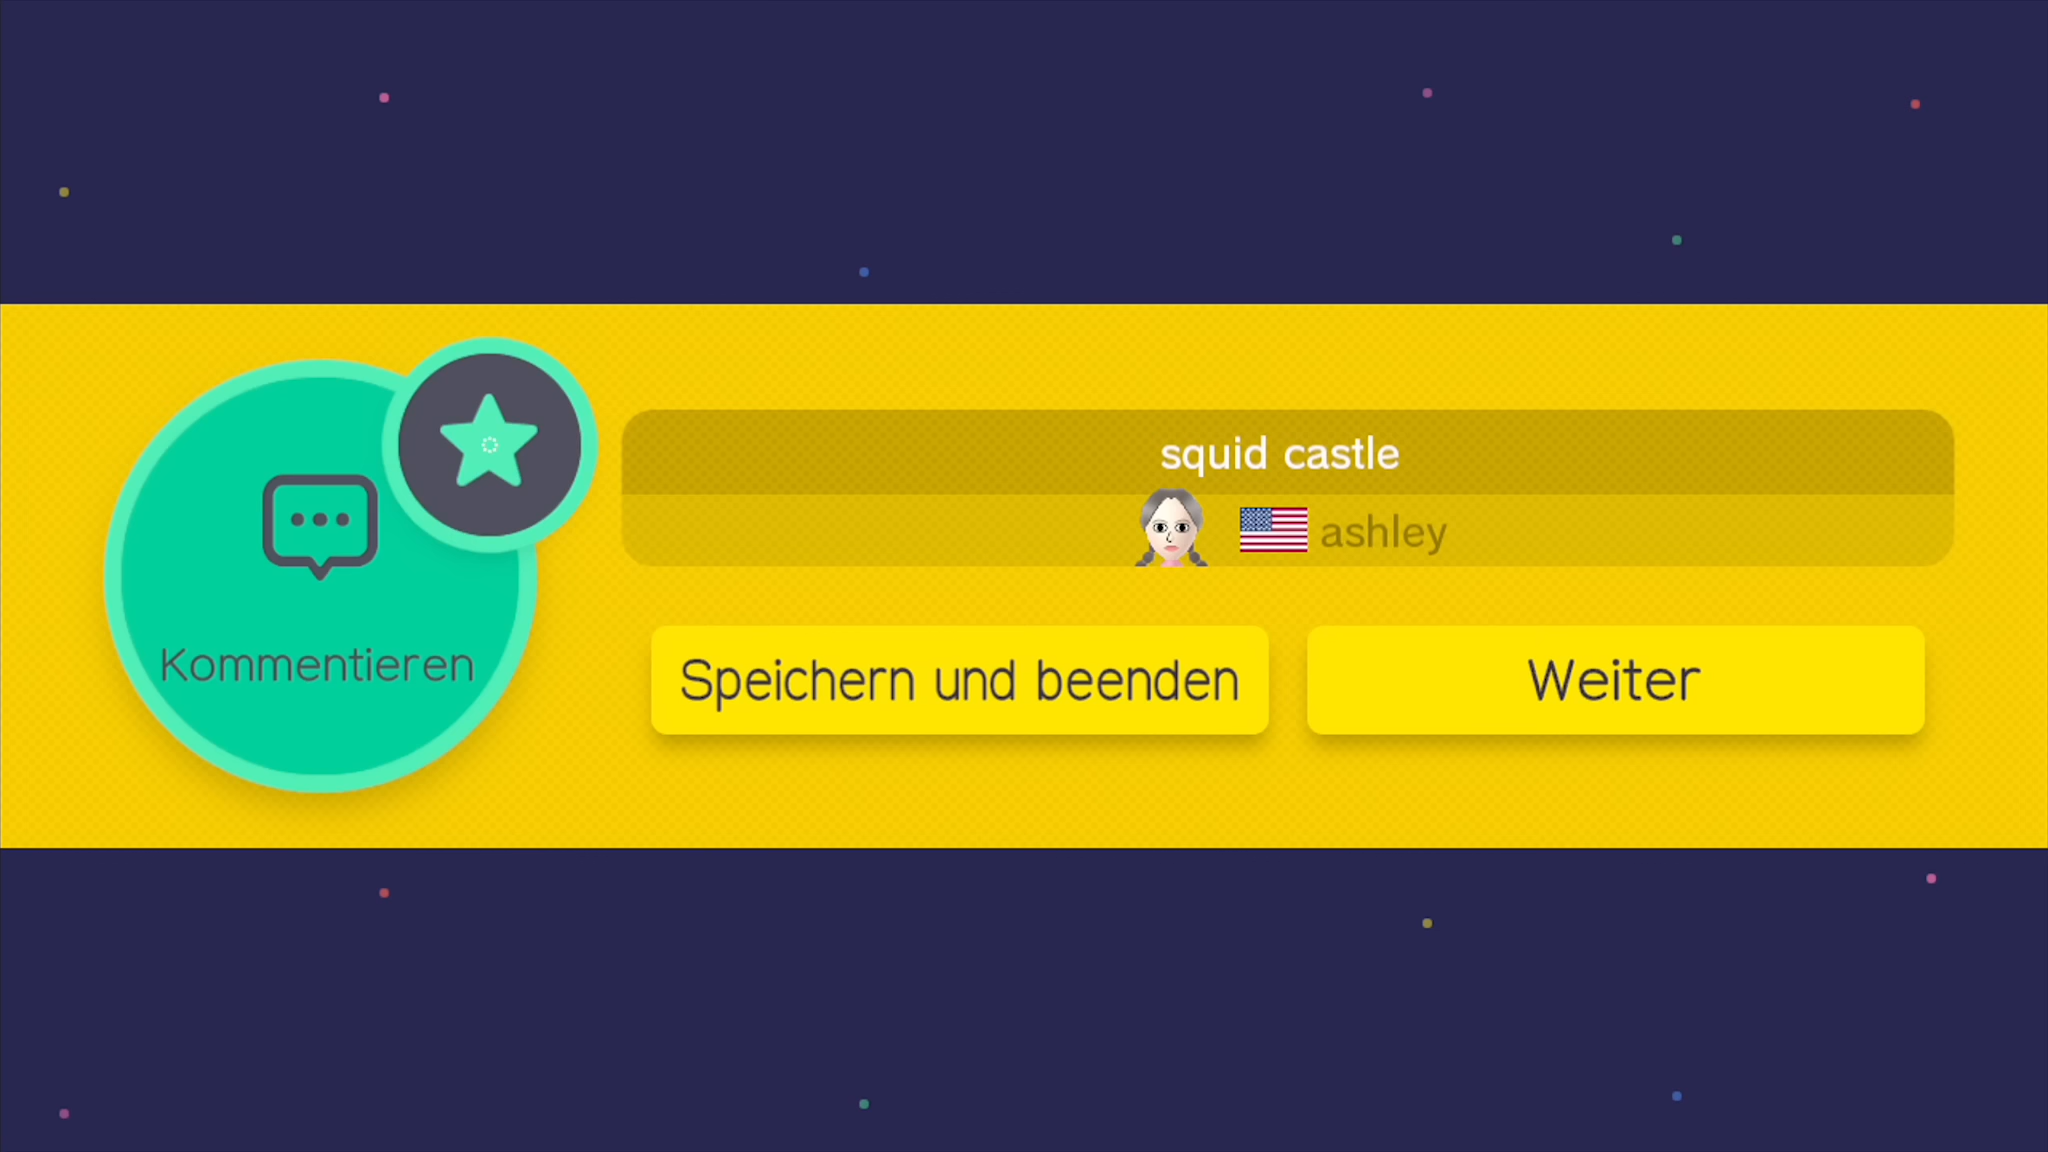 squid castle
ashley
Kommentieren
Speichern und beenden
Weiter